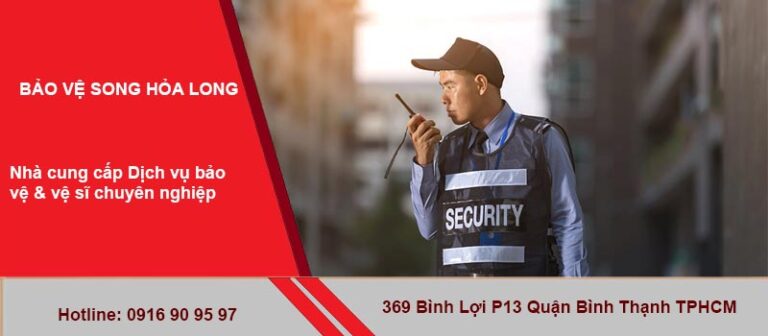 BẢO VỆ SONG HỎA LONG
Nhà cung cấp Dịch vụ bảo
vệ & vệ sĩ chuyên nghiệp
SECURITY
Hotline: 0916 90 95 97
369 Bình Lợi P13 Quận Bình Thạnh TPHCM